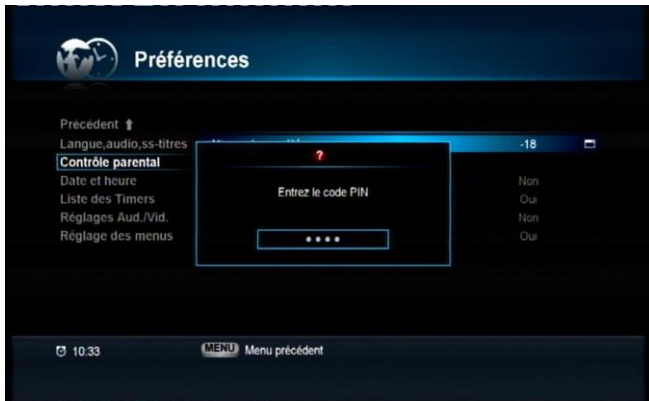 Préférences
Précédent
Langue,audio,ss-titres
-18
Contrôle parental
?
Date et heure
Non
Entrez le code PIN
Liste des Timers
Oui
Réglages Aud./Vid.
Non
Réglage des menus
Oui
10:33
MENU Menu précédent